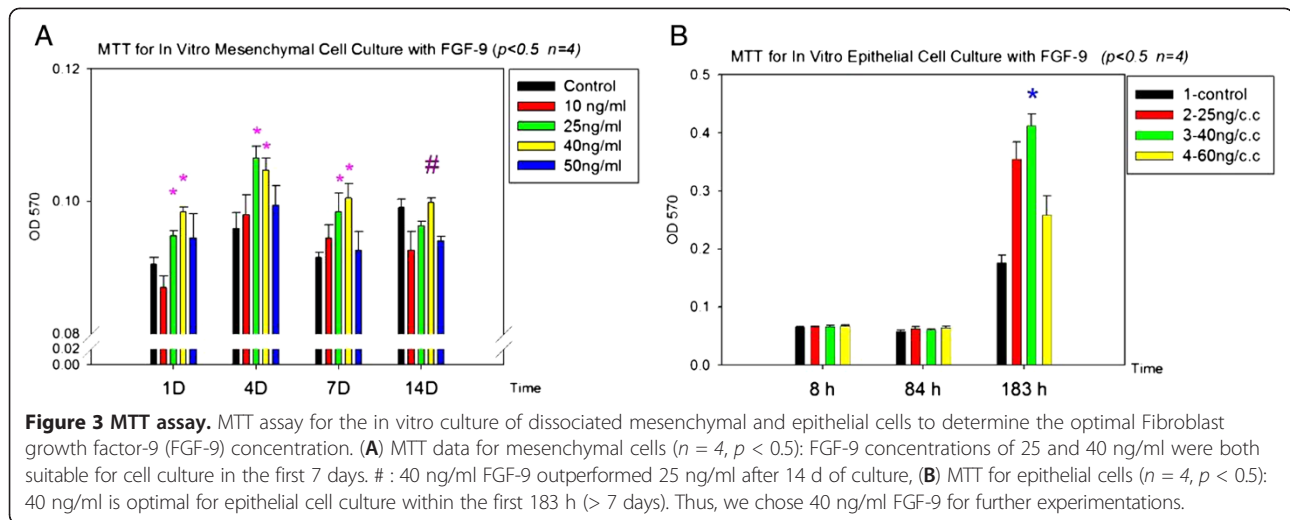 A
MTT for In Vitro Mesenchymal Cell Culture with FGF-9 (p<0.5 n=4)
0.12
0.10
0.08
0.02
0.00
OD 570
*
*
*
*
*
*
#
1D
4D
7D
14D
Time
Control
10 ng/ml
25ng/ml
40ng/ml
50ng/ml
B
MTT for In Vitro Epithelial Cell Culture with FGF-9 (p<0.5 n=4)
0.5
0.4
0.3
0.2
0.1
0.0
OD 570
*
8 h
84 h
183 h
Time
1-control
2-25ng/c.c
3-40ng/c.c
4-60ng/c.c
Figure 3 MTT assay. MTT assay for the in vitro culture of dissociated mesenchymal and epithelial cells to determine the optimal Fibroblast
growth factor-9 (FGF-9) concentration. (A) MTT data for mesenchymal cells (n = 4, p < 0.5): FGF-9 concentrations of 25 and 40 ng/ml were both
suitable for cell culture in the first 7 days. # : 40 ng/ml FGF-9 outperformed 25 ng/ml after 14 d of culture, (B) MTT for epithelial cells (n = 4, p < 0.5):
40 ng/ml is optimal for epithelial cell culture within the first 183 h (> 7 days). Thus, we chose 40 ng/ml FGF-9 for further experimentations.